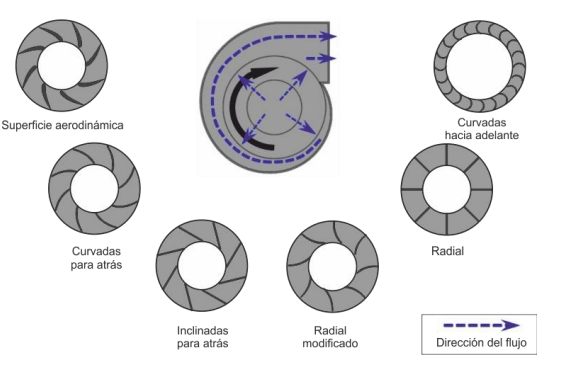 Superficie aerodinámica
Curvadas
hacia adelante
Curvadas
para atrás
Radial
Inclinadas
para atrás
Radial
modificado
Dirección del flujo